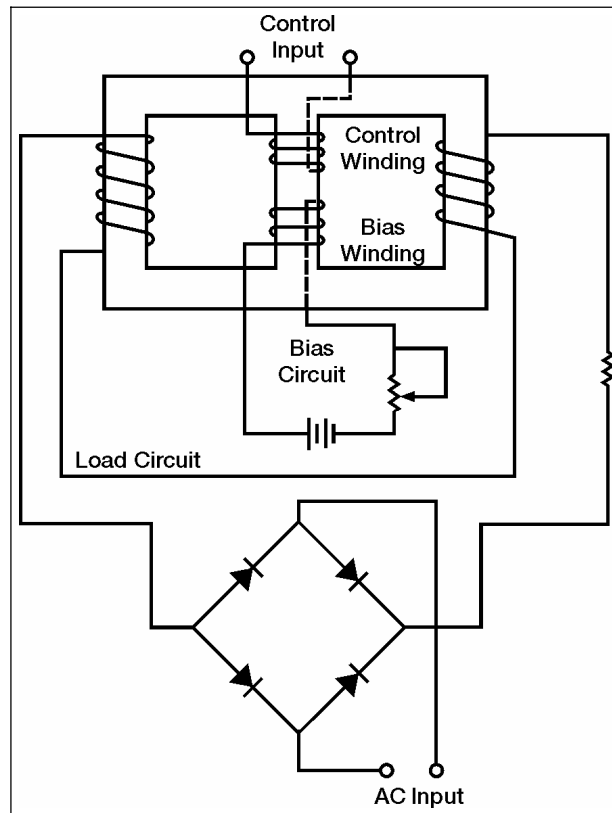 Control
Input
Control
Winding
Bias
Winding
Bias
Circuit
Load Circuit
AC Input